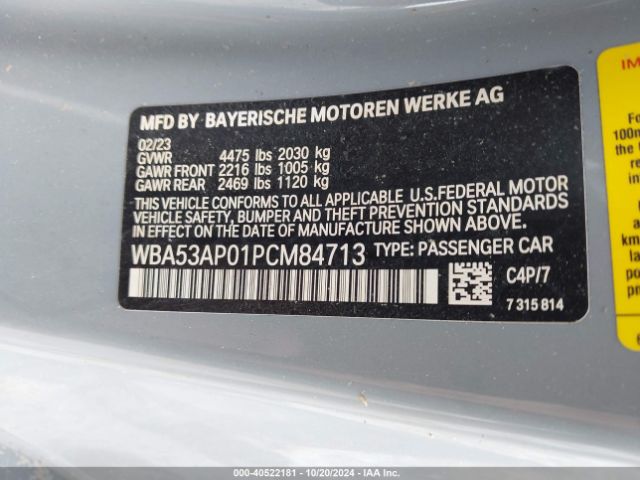 MFD BY BAYERISCHE MOTOREN WERKE AG
02/23
GVWR 4475 lbs 2030 kg
GAWR FRONT 2216 lbs 1005 kg
GAWR REAR 2469 lbs 1120 kg
THIS VEHICLE CONFORMS TO ALL APPLICABLE U.S. FEDERAL MOTOR
VEHICLE SAFETY, BUMPER AND THEFT PREVENTION STANDARDS
IN EFFECT ON THE DATE OF MANUFACTURE SHOWN ABOVE.
WBA53AP01PCM84713 TYPE: PASSENGER CAR
C4P/7
7 315 814
000-40522181 - 10/20/2024 - IAA Inc.